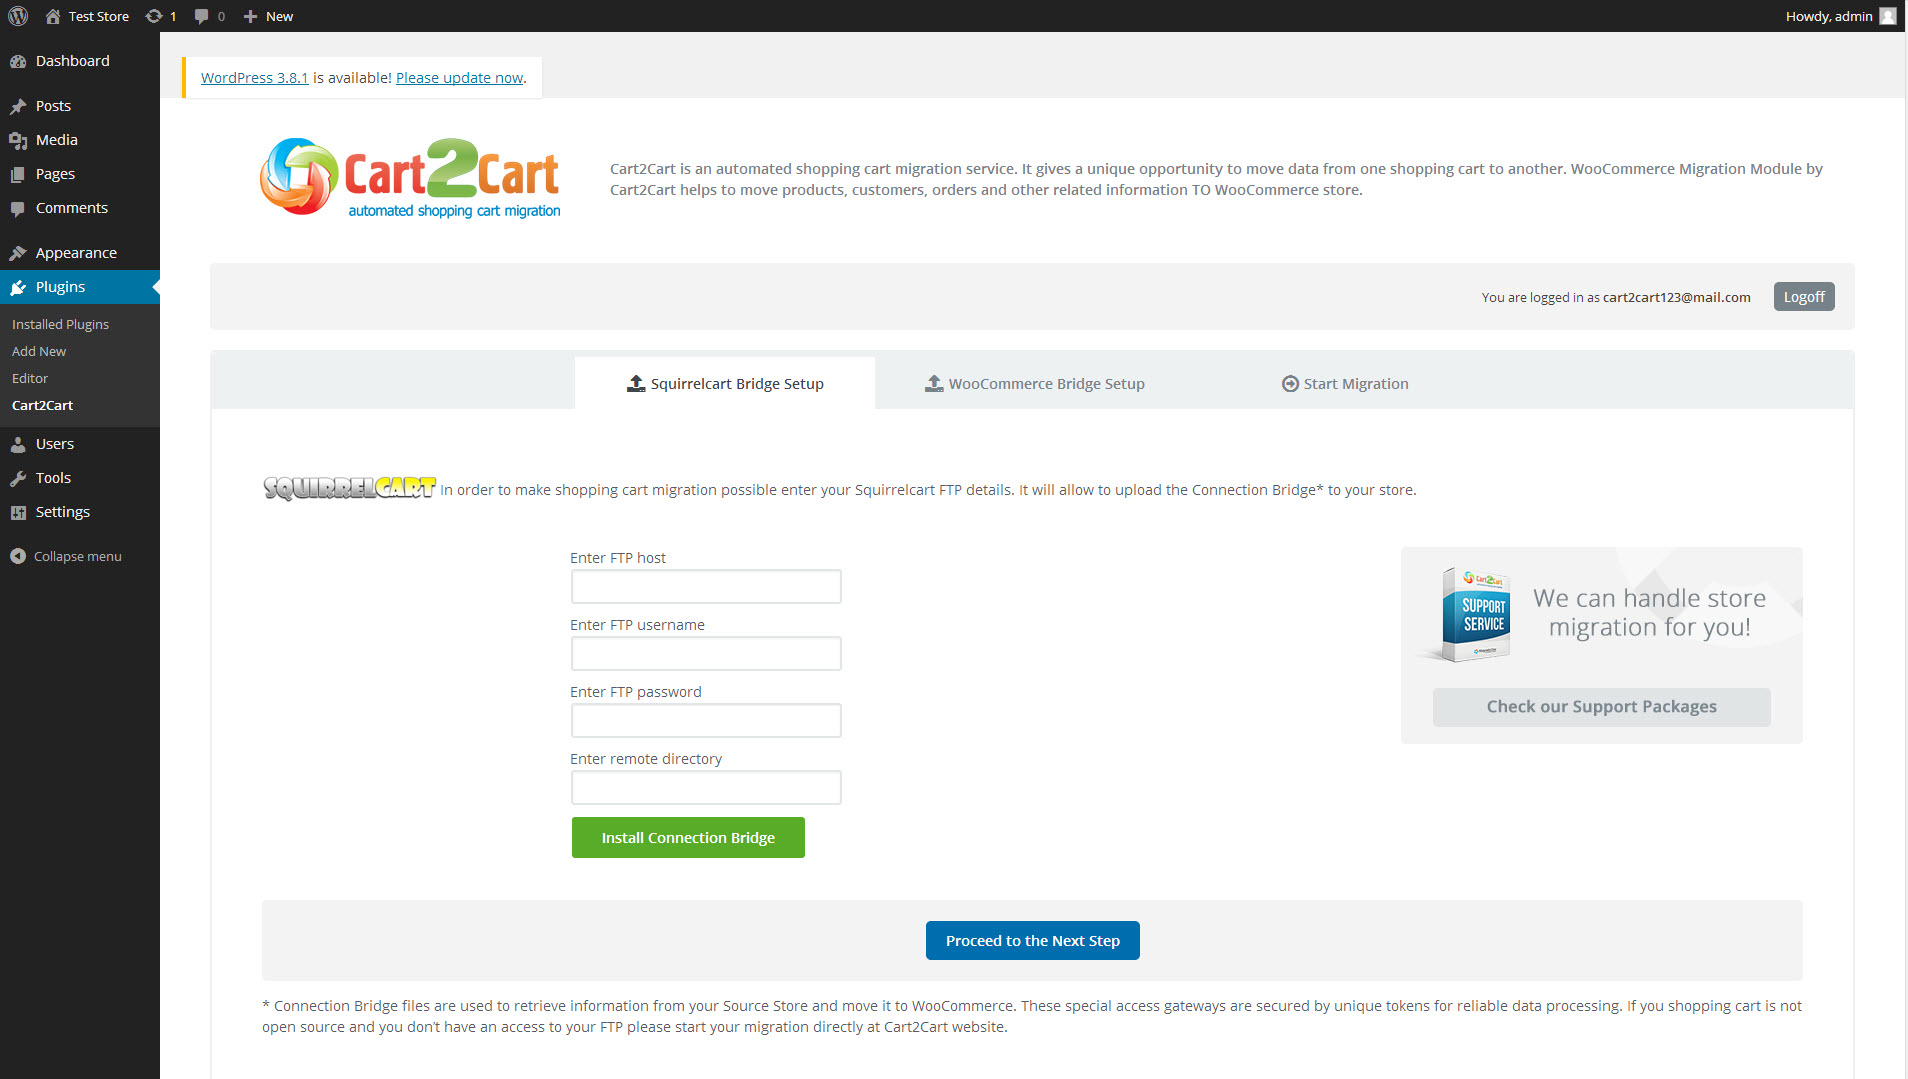 Test Store 1 0 New Howdy, admin
Dashboard
Posts
Media
Pages
Comments
Appearance
Plugins
Installed Plugins
Add New
Editor
Cart2Cart
Users
Tools
Settings
Collapse menu
WordPress 3.8.1 is available! Please update now.
Cart2Cart
automated shopping cart migration
Cart2Cart is an automated shopping cart migration service. It gives a unique opportunity to move data from one shopping cart to another. WooCommerce Migration Module by
Cart2Cart helps to move products, customers, orders and other related information TO WooCommerce store.
You are logged in as cart2cart123@mail.com Logoff
Squirrelcart Bridge Setup WooCommerce Bridge Setup Start Migration
SQUIRRELCART In order to make shopping cart migration possible enter your Squirrelcart FTP details. It will allow to upload the Connection Bridge* to your store.
Enter FTP host
Enter FTP username
Enter FTP password
Enter remote directory
Install Connection Bridge
Cart2Cart
SUPPORT
SERVICE
We can handle store
migration for you!
Check our Support Packages
Proceed to the Next Step
* Connection Bridge files are used to retrieve information from your Source Store and move it to WooCommerce. These special access gateways are secured by unique tokens for reliable data processing. If you shopping cart is not
open source and you don't have an access to your FTP please start your migration directly at Cart2Cart website.